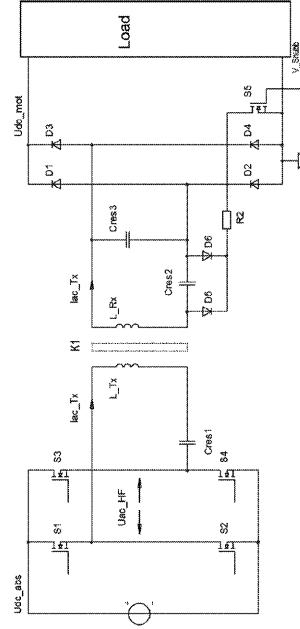 Udc_abs
S1
S3
Uac_HF
S2
S4
Iac_Tx
L_Tx
Cres1
K1
L_Rx
Iac_Tx
Cres3
Cres2
D5
D6
R2
Udc_mot
D1
D3
D2
D4
S5
V_Stubb
Load